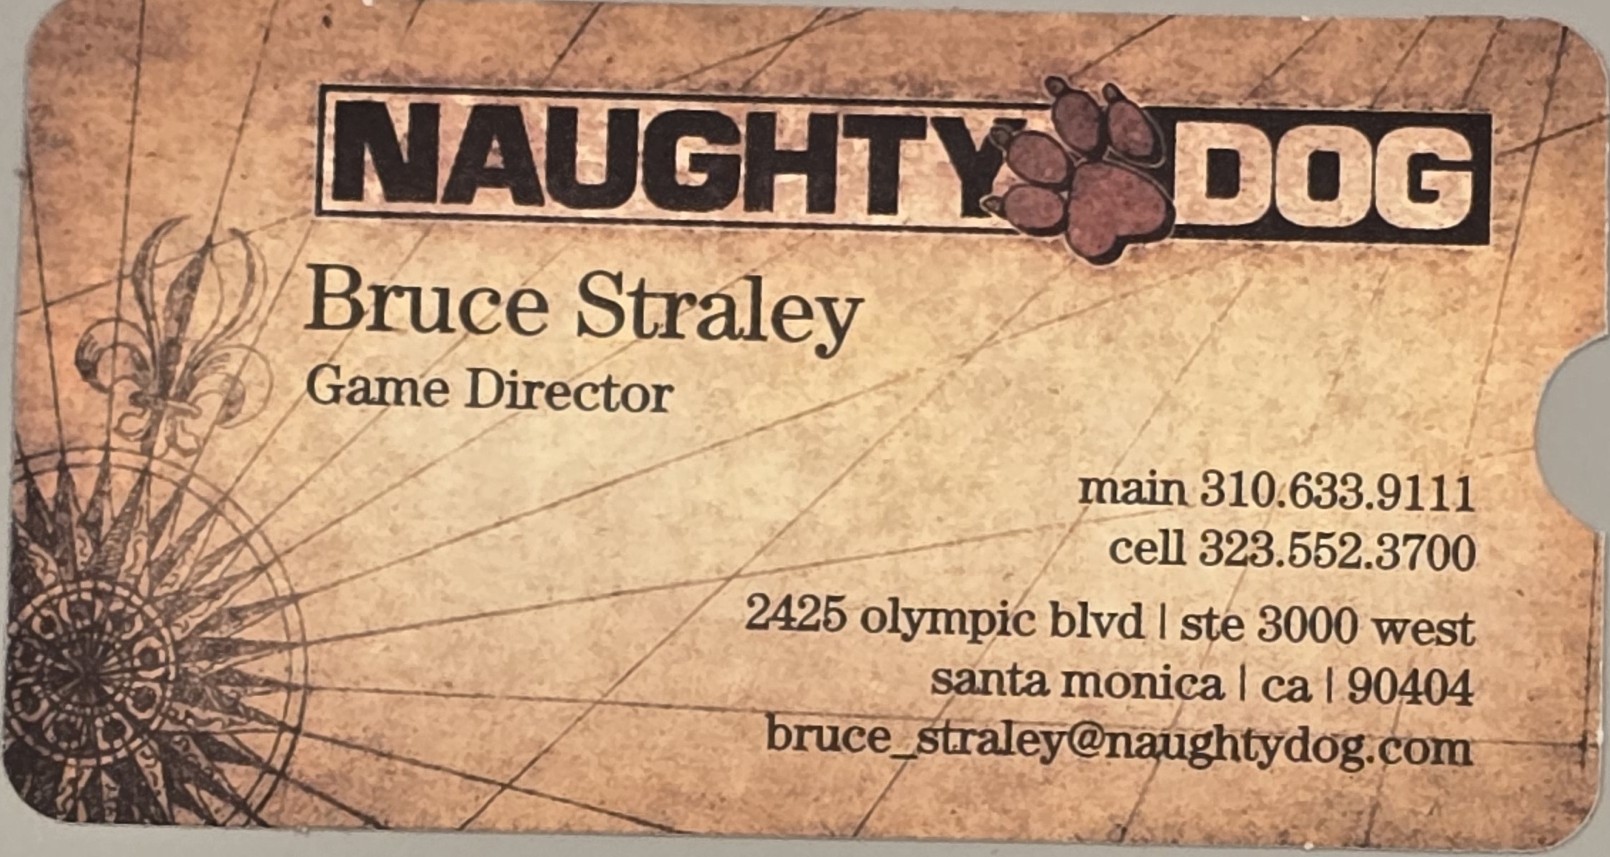 NAUGHTY DOG
Bruce Straley
Game Director
main 310.633.9111
cell 323.552.3700
2425 olympic blvd | ste 3000 west
santa monica | ca | 90404
bruce_straley@naughtydog.com